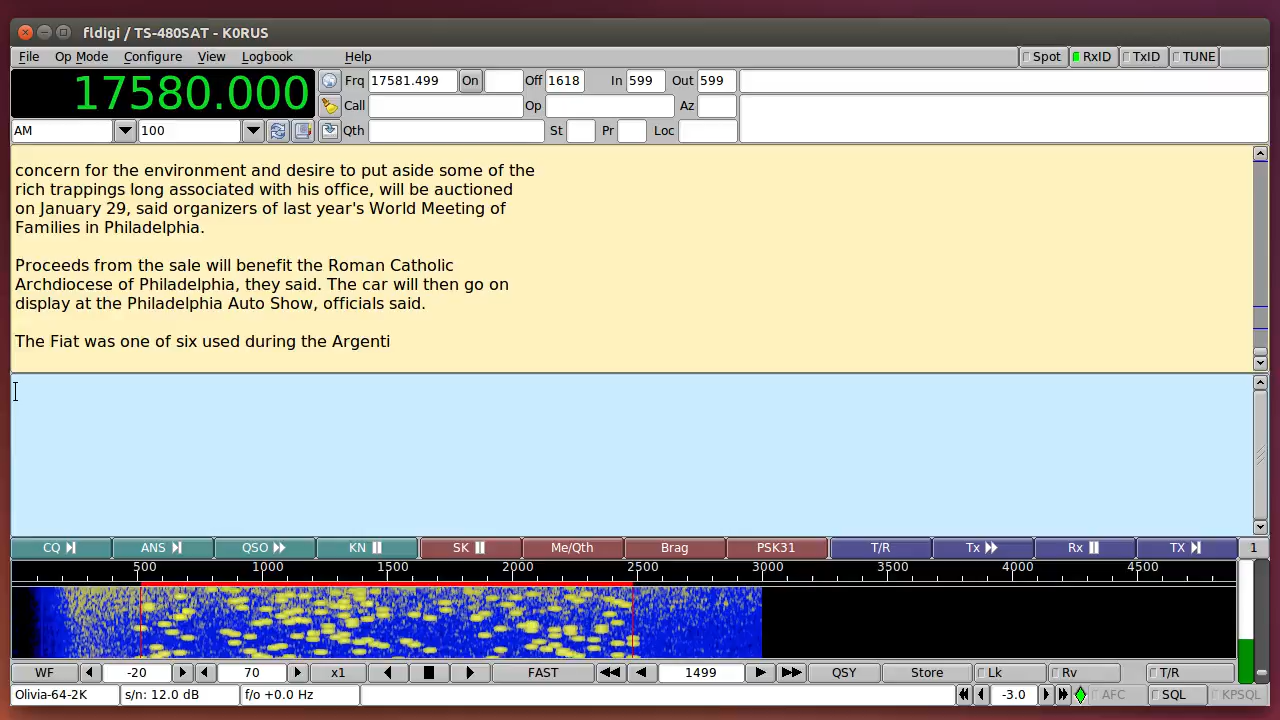 fldigi / TS-480SAT - K0RUS
File Op Mode Configure View Logbook Help Spot RxID TxID TUNE
17580.000 Frq 17581.499 On Off 1618 In 599 Out 599
Call Op Az
AM 100 Qth St Pr Loc
concern for the environment and desire to put aside some of the
rich trappings long associated with his office, will be auctioned
on January 29, said organizers of last year's World Meeting of
Families in Philadelphia.
Proceeds from the sale will benefit the Roman Catholic
Archdiocese of Philadelphia, they said. The car will then go on
display at the Philadelphia Auto Show, officials said.
The Fiat was one of six used during the Argenti
CQ ANS QSO KN SK Me/Qth Brag PSK31 T/R Tx Rx TX 1
500 1000 1500 2000 2500 3000 3500 4000 4500
WF -20 70 x1 FAST 1499 QSY Store Lk Rv T/R
Olivia-64-2K s/n: 12.0 dB f/o +0.0 Hz -3.0 AFC SQL KPSQL